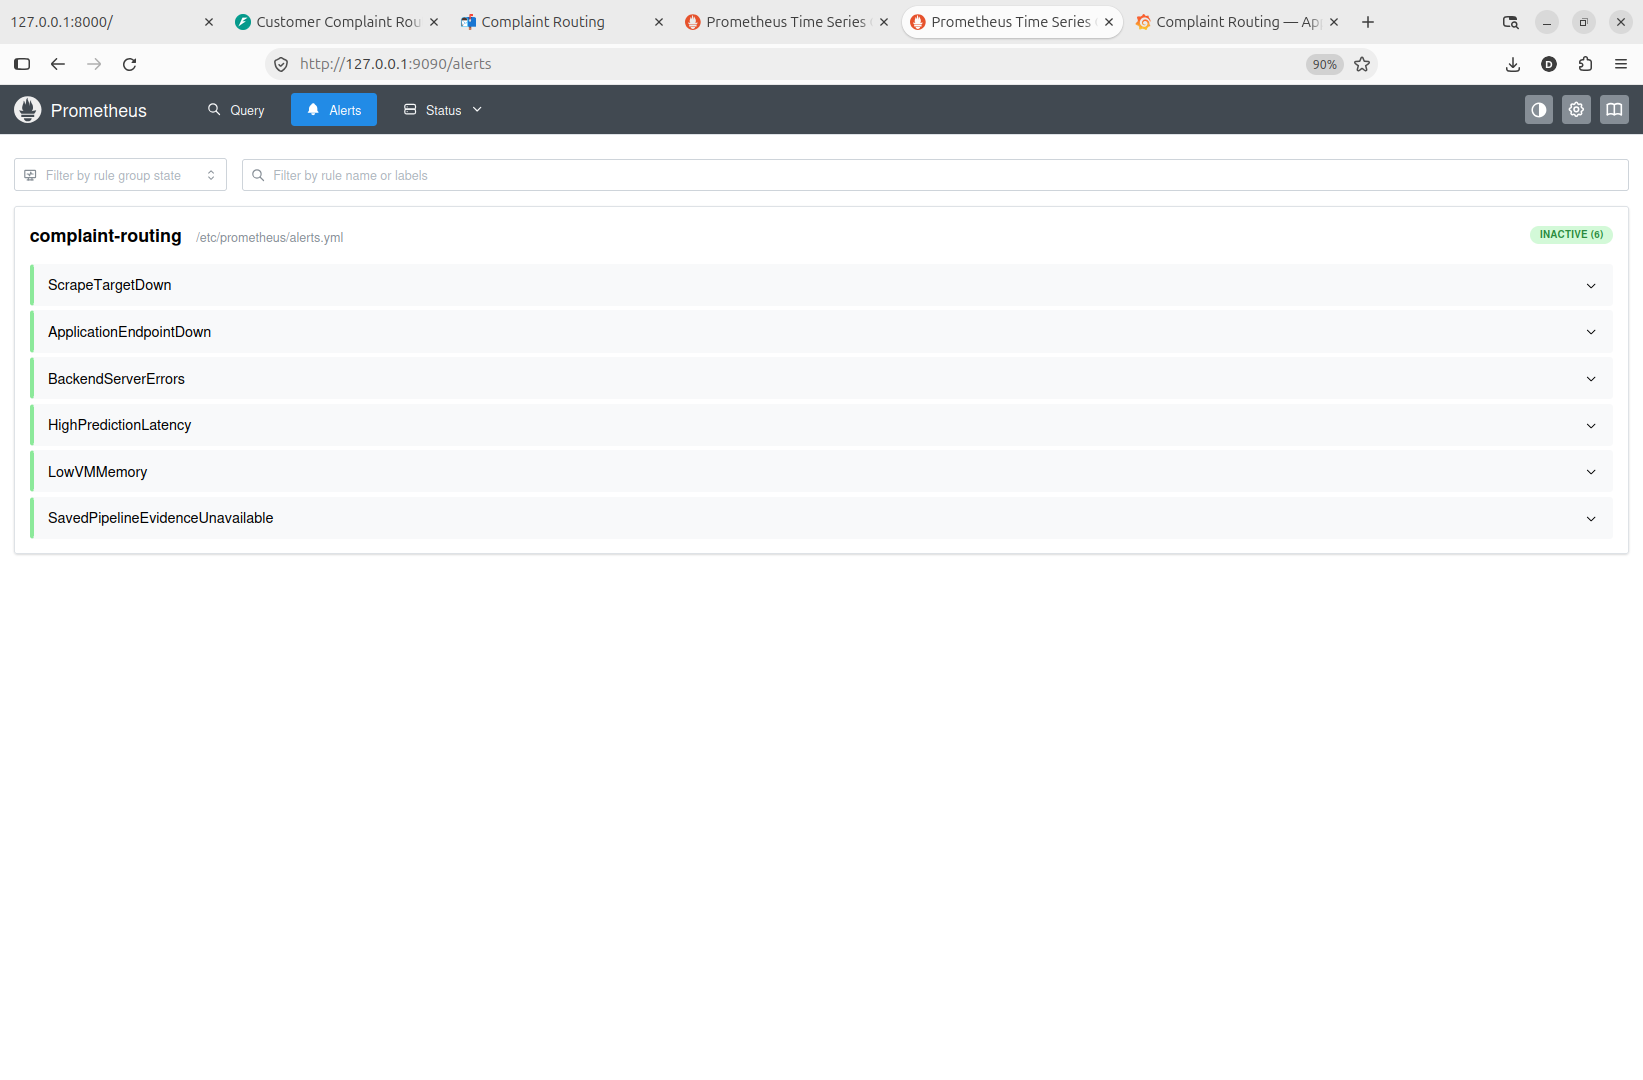 127.0.0.1:8000/
Customer Complaint Rou
Complaint Routing
Prometheus Time Series
Prometheus Time Series
Complaint Routing — Ap
http://127.0.0.1:9090/alerts
90%
D
Prometheus
Query
Alerts
Status
Filter by rule group state
Filter by rule name or labels
complaint-routing
/etc/prometheus/alerts.yml
INACTIVE (6)
ScrapeTargetDown
ApplicationEndpointDown
BackendServerErrors
HighPredictionLatency
LowVMMemory
SavedPipelineEvidenceUnavailable